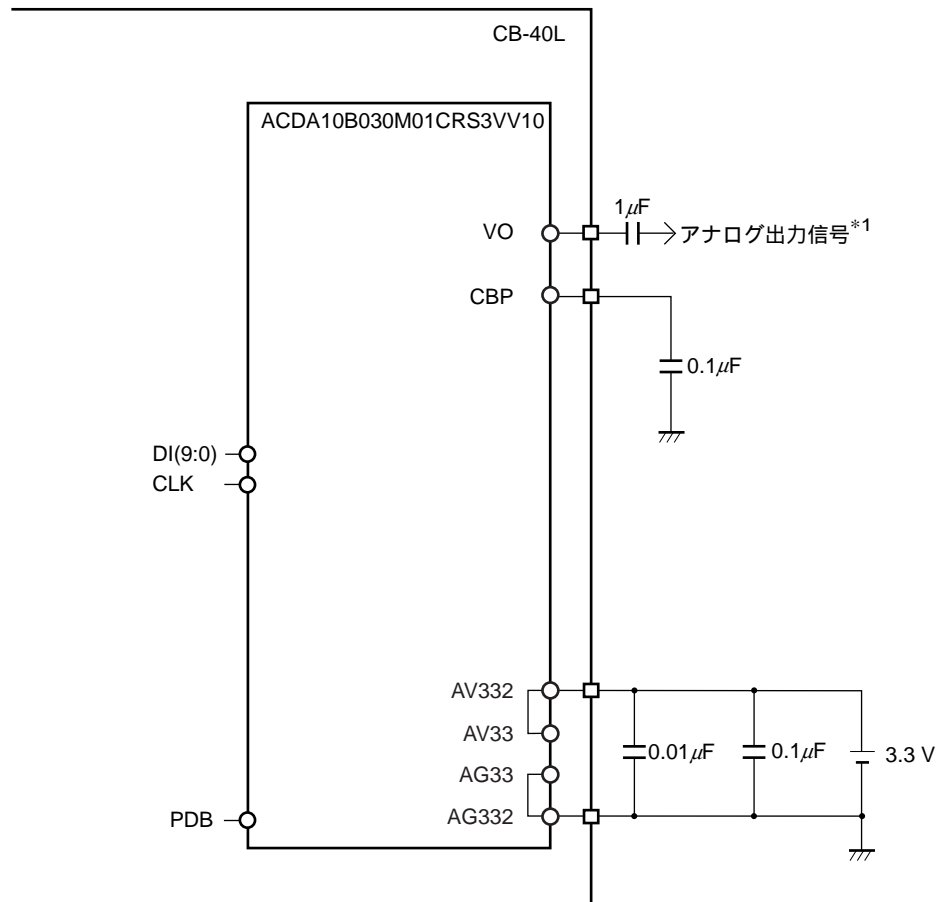 CB-40L
ACDA10B030M01CRS3VV10
1μF
VO
アナログ出力信号*1
CBP
0.1μF
DI(9:0)
CLK
AV332
AV33
0.01μF
0.1μF
3.3 V
AG33
AG332
PDB